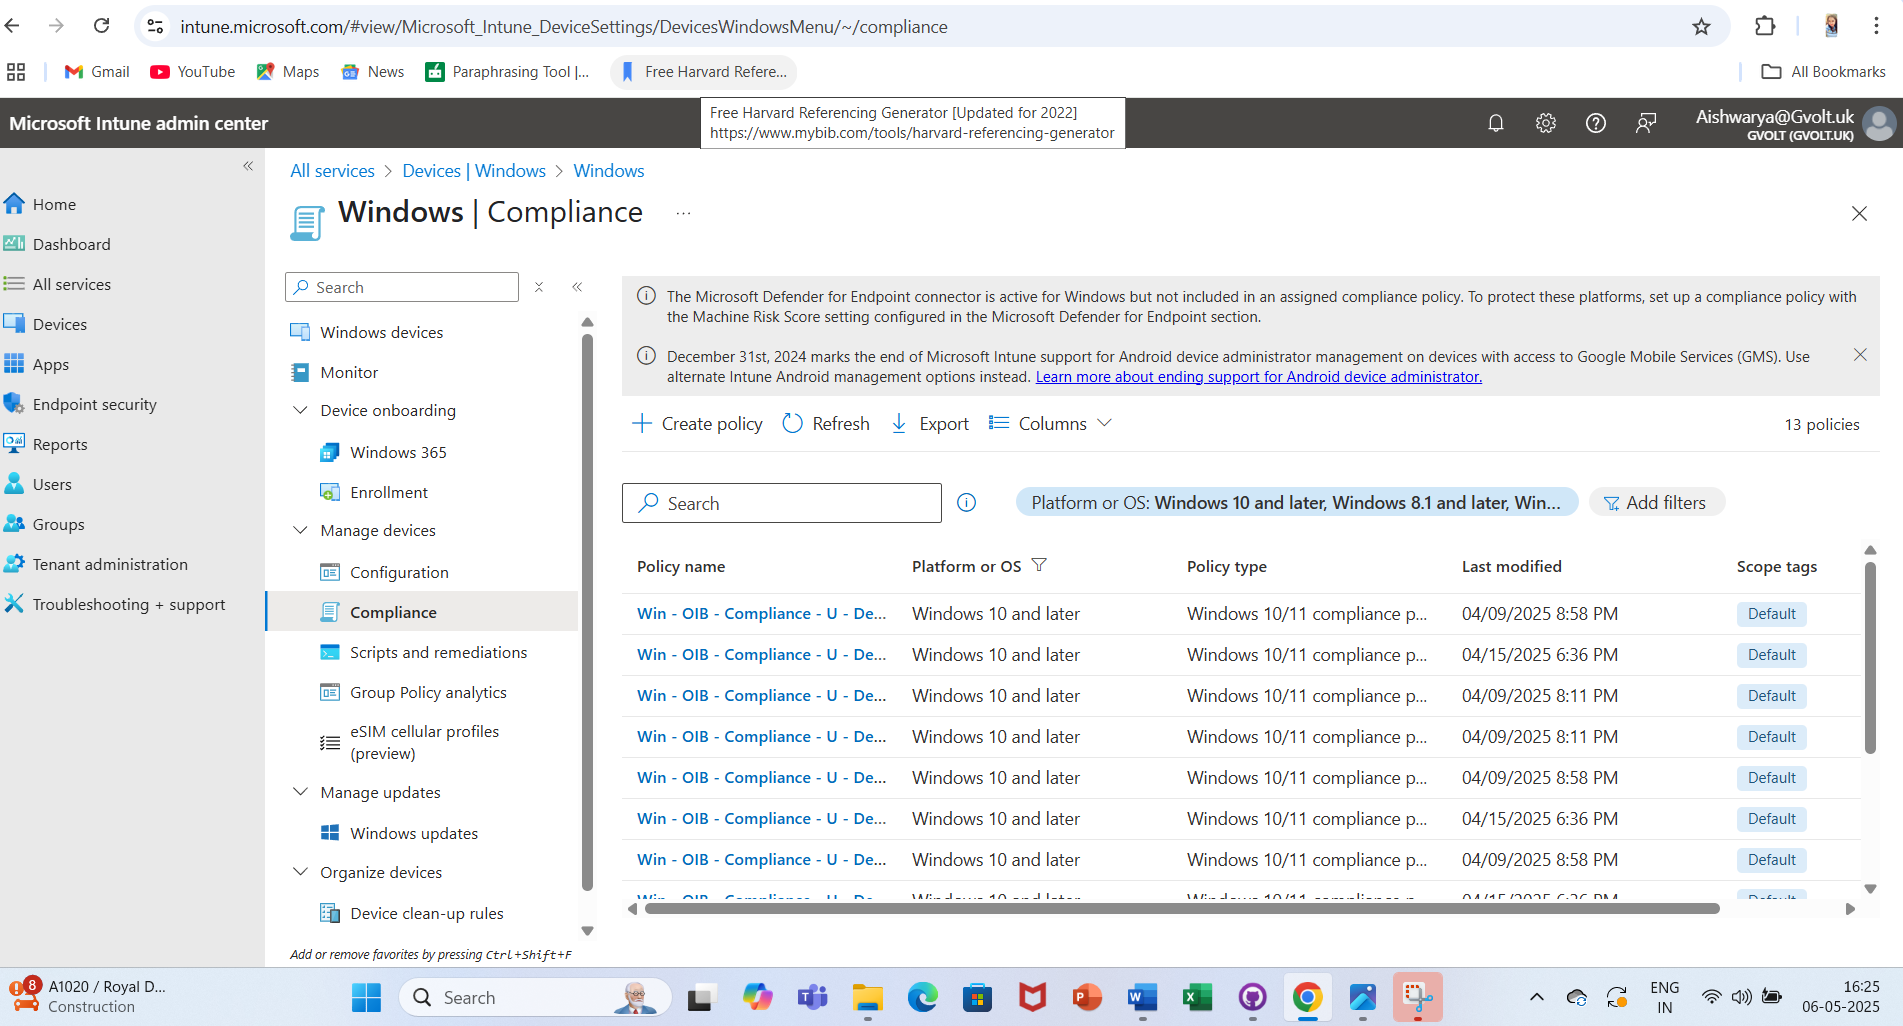 intune.microsoft.com/#view/Microsoft_Intune_DeviceSettings/DevicesWindowsMenu/~/compliance
Gmail
YouTube
Maps
News
Paraphrasing Tool |...
Free Harvard Refere...
All Bookmarks
Free Harvard Referencing Generator [Updated for 2022]
https://www.mybib.com/tools/harvard-referencing-generator
Microsoft Intune admin center
Aishwarya@Gvolt.uk
GVOLT (GVOLT.UK)
Home
Dashboard
All services
Devices
Apps
Endpoint security
Reports
Users
Groups
Tenant administration
Troubleshooting + support
All services > Devices | Windows > Windows
Windows | Compliance
...
Search
Windows devices
Monitor
Device onboarding
Windows 365
Enrollment
Manage devices
Configuration
Compliance
Scripts and remediations
Group Policy analytics
eSIM cellular profiles
(preview)
Manage updates
Windows updates
Organize devices
Device clean-up rules
Add or remove favorites by pressing Ctrl+Shift+F
The Microsoft Defender for Endpoint connector is active for Windows but not included in an assigned compliance policy. To protect these platforms, set up a compliance policy with
the Machine Risk Score setting configured in the Microsoft Defender for Endpoint section.
December 31st, 2024 marks the end of Microsoft Intune support for Android device administrator management on devices with access to Google Mobile Services (GMS). Use
alternate Intune Android management options instead. Learn more about ending support for Android device administrator.
Create policy
Refresh
Export
Columns
13 policies
Search
Platform or OS: Windows 10 and later, Windows 8.1 and later, Win...
Add filters
Policy name Platform or OS Policy type Last modified Scope tags
Win - OIB - Compliance - U - De... Windows 10 and later Windows 10/11 compliance p... 04/09/2025 8:58 PM Default
Win - OIB - Compliance - U - De... Windows 10 and later Windows 10/11 compliance p... 04/15/2025 6:36 PM Default
Win - OIB - Compliance - U - De... Windows 10 and later Windows 10/11 compliance p... 04/09/2025 8:11 PM Default
Win - OIB - Compliance - U - De... Windows 10 and later Windows 10/11 compliance p... 04/09/2025 8:11 PM Default
Win - OIB - Compliance - U - De... Windows 10 and later Windows 10/11 compliance p... 04/09/2025 8:58 PM Default
Win - OIB - Compliance - U - De... Windows 10 and later Windows 10/11 compliance p... 04/15/2025 6:36 PM Default
Win - OIB - Compliance - U - De... Windows 10 and later Windows 10/11 compliance p... 04/09/2025 8:58 PM Default
8
A1020 / Royal D...
Construction
Search
ENG
IN
16:25
06-05-2025